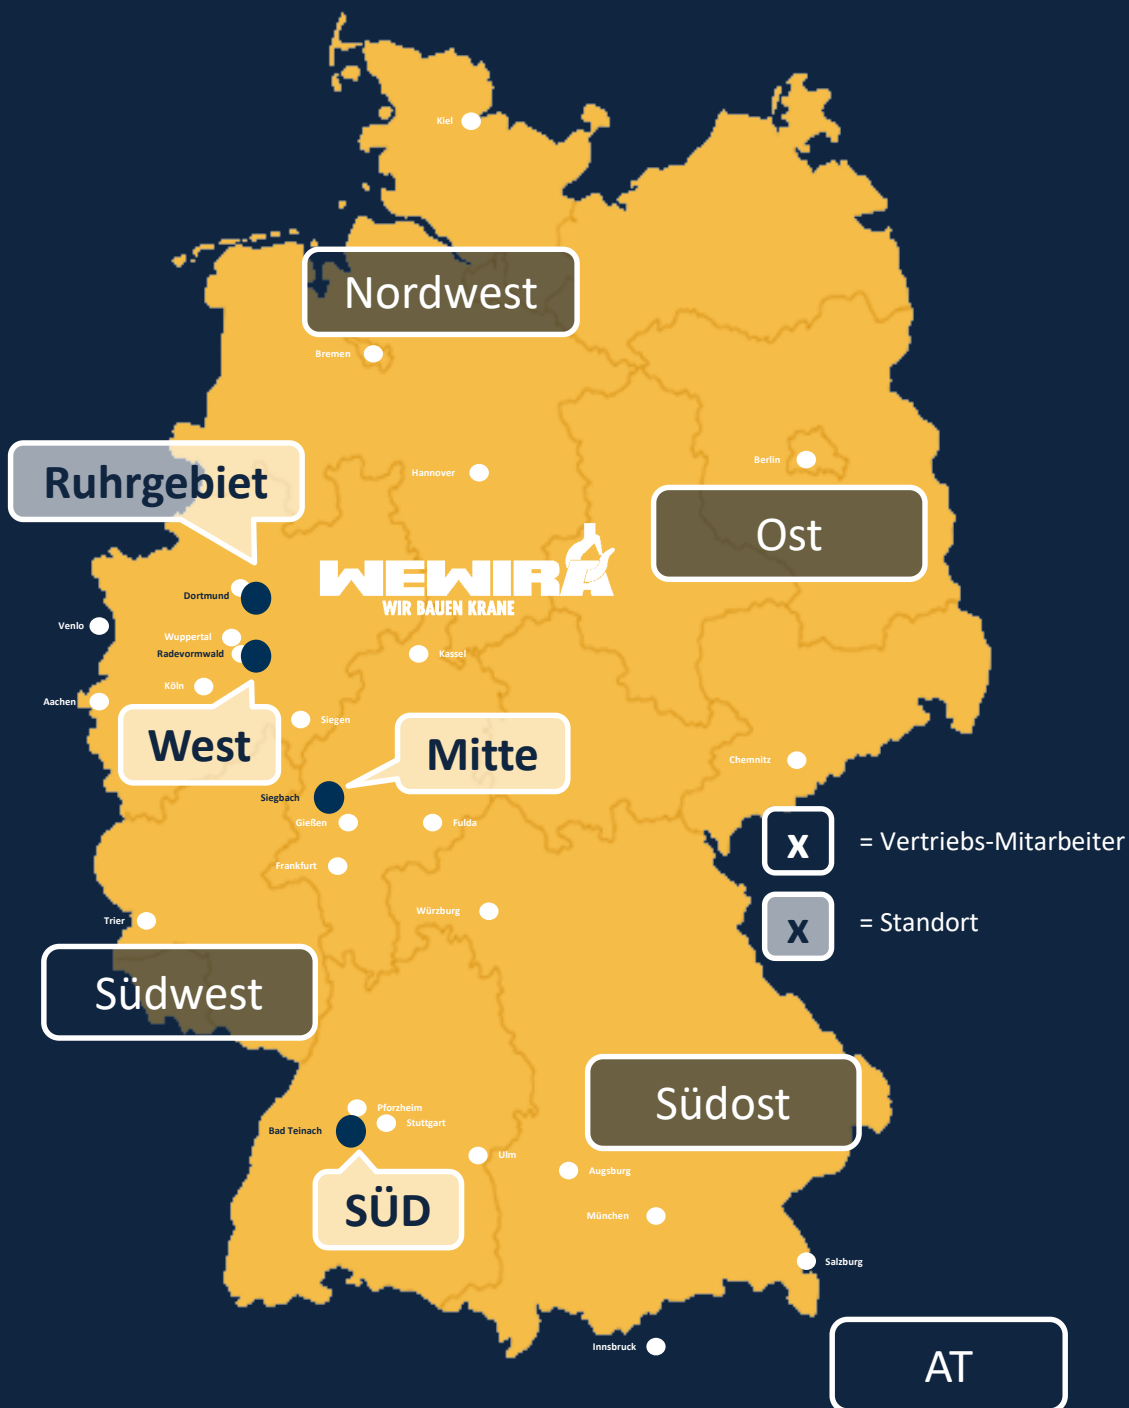 Kiel
Nordwest
Bremen
Ruhrgebiet
Hannover
Berlin
Ost
WEWIRA
WIR BAUEN KRANE
Dortmund
Venlo
Wuppertal
Radevormwald
Kassel
Köln
Aachen
Siegen
West
Mitte
Chemnitz
Siegbach
Gießen
Fulda
x = Vertriebs-Mitarbeiter
Frankfurt
Würzburg
Trier
x = Standort
Südwest
Südost
Pforzheim
Stuttgart
Bad Teinach
Ulm
Augsburg
SÜD
München
Salzburg
Innsbruck
AT